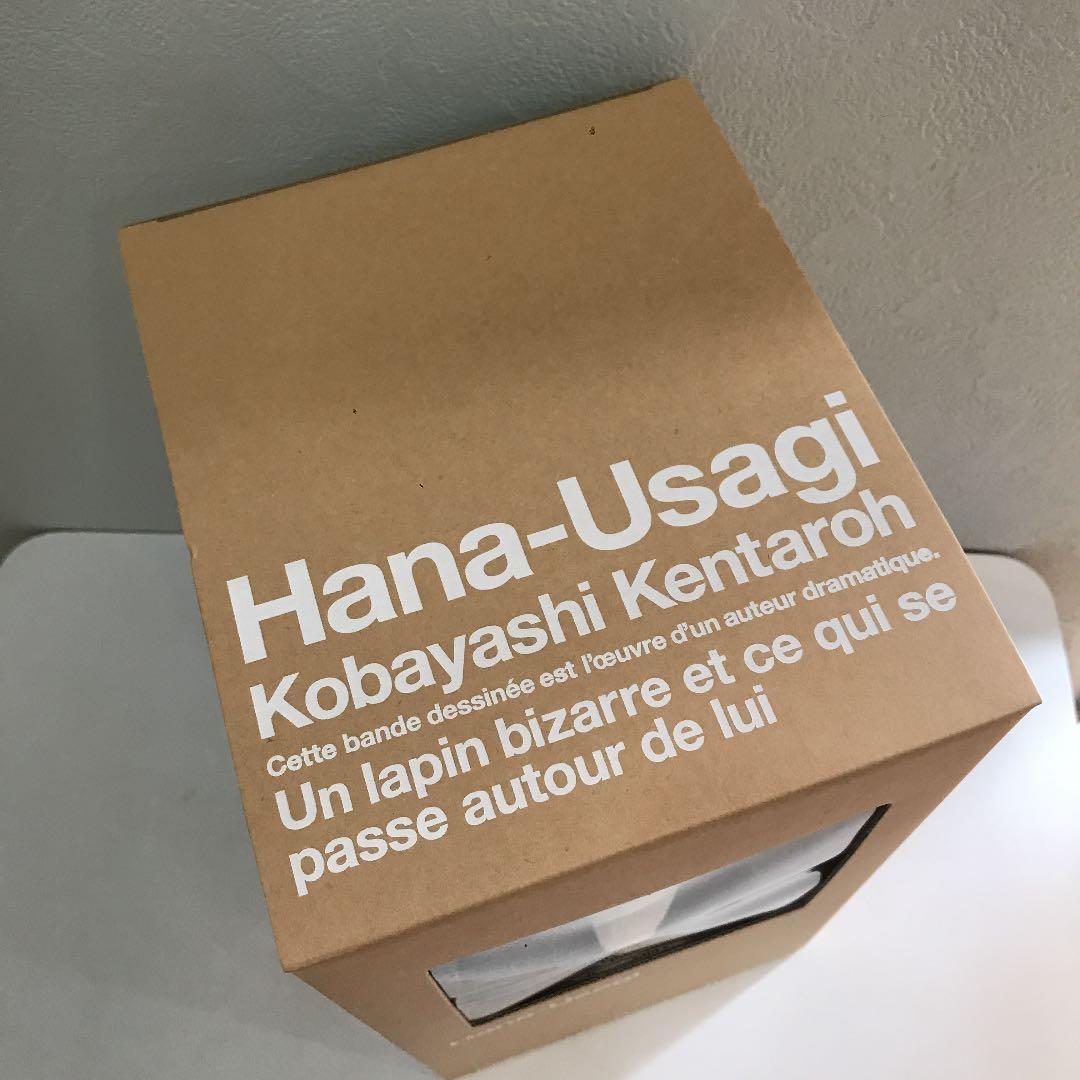 Hana-Usagi
Kobayashi Kentaroh
Cette bande dessinée est l'œuvre d'un auteur dramatique.
Un lapin bizarre et ce qui se
passe autour de lui